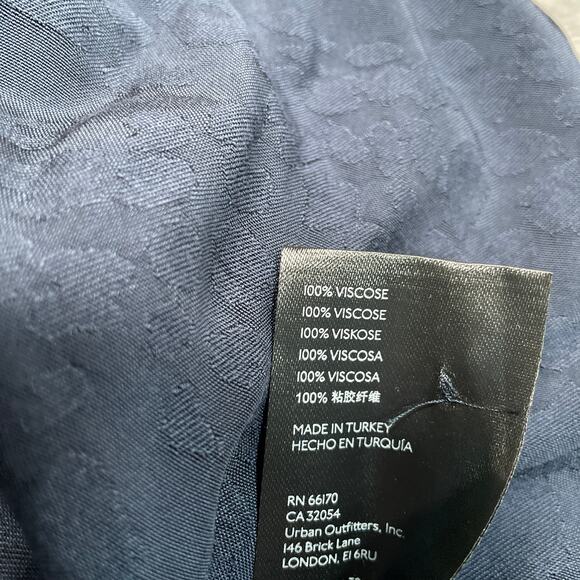 100% VISCOSE
100% VISCOSE
100% VISKOSE
100% VISCOSA
100% VISCOSA
100% 粘胶纤维
MADE IN TURKEY
HECHO EN TURQUÍA
RN 66170
CA 32054
Urban Outfitters, Inc.
146 Brick Lane
LONDON, E1 6RU